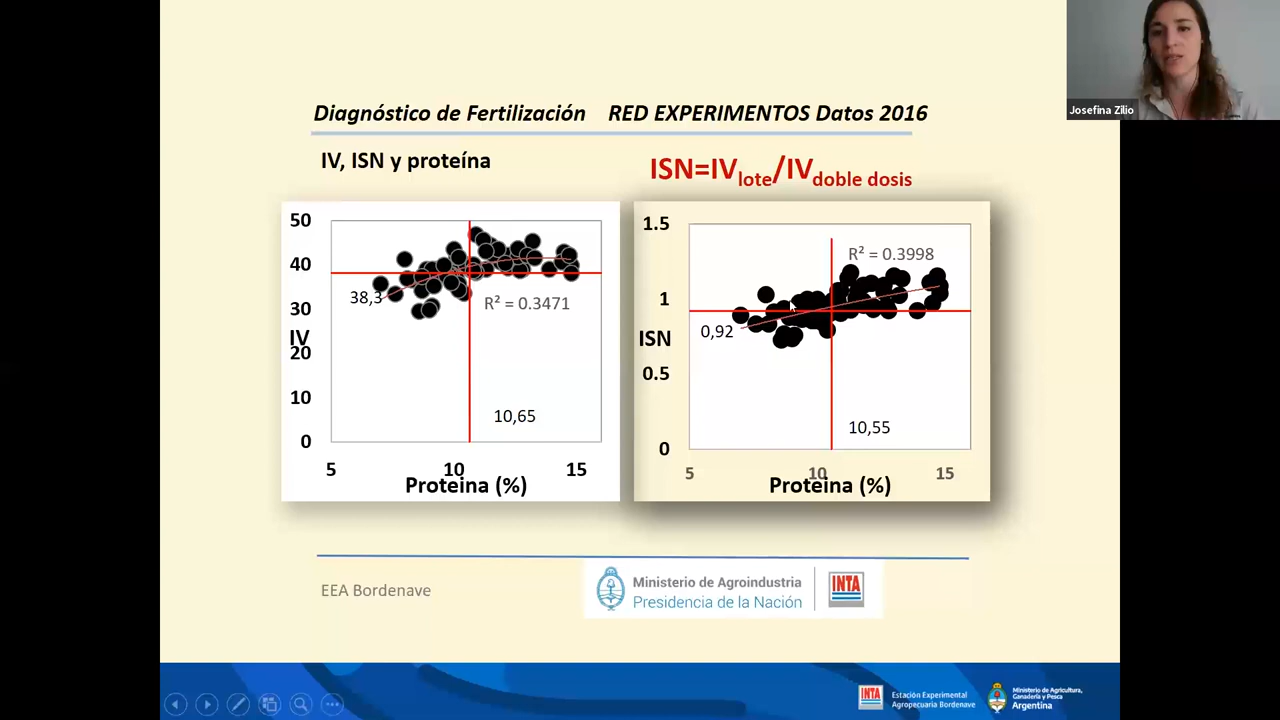 Josefina Zilio
Diagnóstico de Fertilización RED EXPERIMENTOS Datos 2016
IV, ISN y proteína
ISN=IVlote/IVdoble dosis
50
40
30
20
10
0
IV
38,3
R² = 0.3471
10,65
5 10 15
Proteína (%)
1.5
1
0.5
0
ISN
0,92
R² = 0.3998
10,55
5 10 15
Proteína (%)
EEA Bordenave
Ministerio de Agroindustria
Presidencia de la Nación
INTA
INTA
Estación Experimental
Agropecuaria Bordenave
Ministerio de Agricultura,
Ganadería y Pesca
Argentina